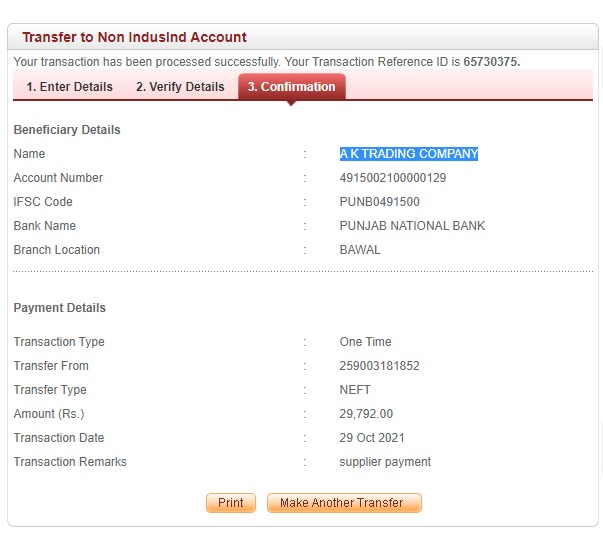 Transfer to Non IndusInd Account
Your transaction has been processed successfully. Your Transaction Reference ID is 65730375.
1. Enter Details 2. Verify Details 3. Confirmation
Beneficiary Details
Name : A K TRADING COMPANY
Account Number : 4915002100000129
IFSC Code : PUNB0491500
Bank Name : PUNJAB NATIONAL BANK
Branch Location : BAWAL
Payment Details
Transaction Type : One Time
Transfer From : 259003181852
Transfer Type : NEFT
Amount (Rs.) : 29,792.00
Transaction Date : 29 Oct 2021
Transaction Remarks : supplier payment
Print Make Another Transfer